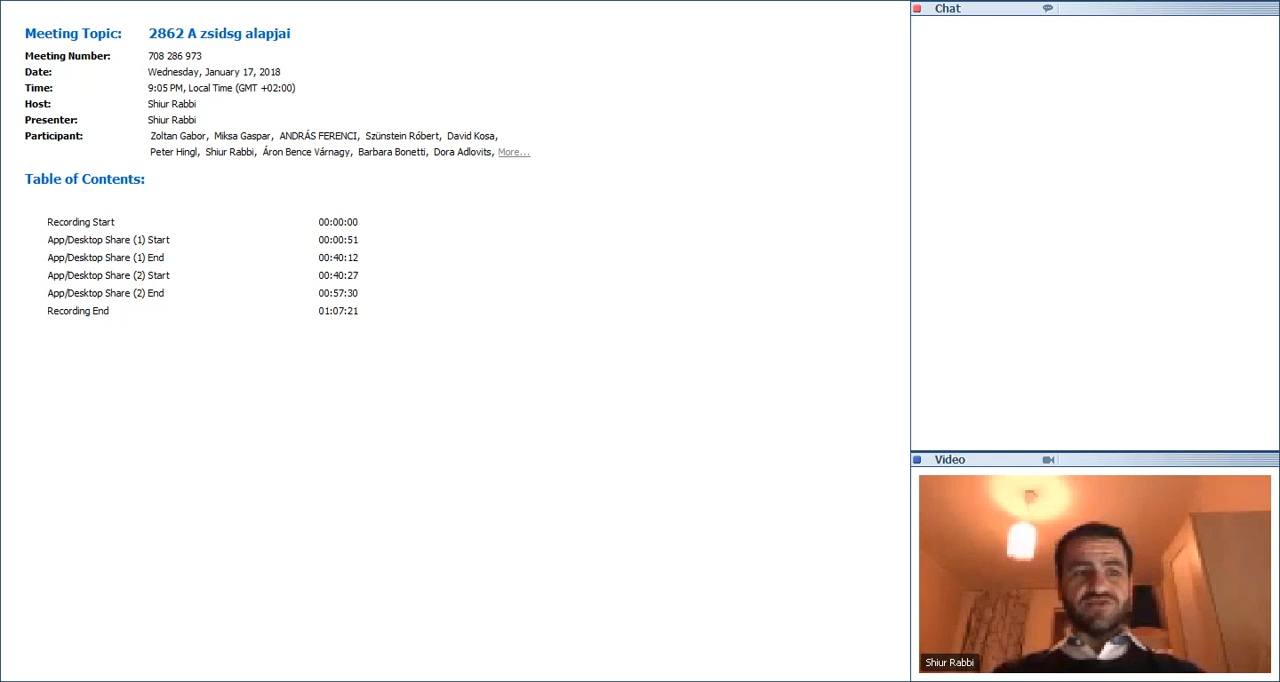 Meeting Topic: 2862 A zsidsg alapjai
Meeting Number: 708 286 973
Date: Wednesday, January 17, 2018
Time: 9:05 PM, Local Time (GMT +02:00)
Host: Shiur Rabbi
Presenter: Shiur Rabbi
Participant: Zoltan Gabor, Miksa Gaspar, ANDRÁS FERENCI, Szünstein Róbert, David Kosa,
Peter Hingl, Shiur Rabbi, Áron Bence Várnagy, Barbara Bonetti, Dora Adlovits, More...
Table of Contents:
Recording Start 00:00:00
App/Desktop Share (1) Start 00:00:51
App/Desktop Share (1) End 00:40:12
App/Desktop Share (2) Start 00:40:27
App/Desktop Share (2) End 00:57:30
Recording End 01:07:21
Chat
Video
Shiur Rabbi